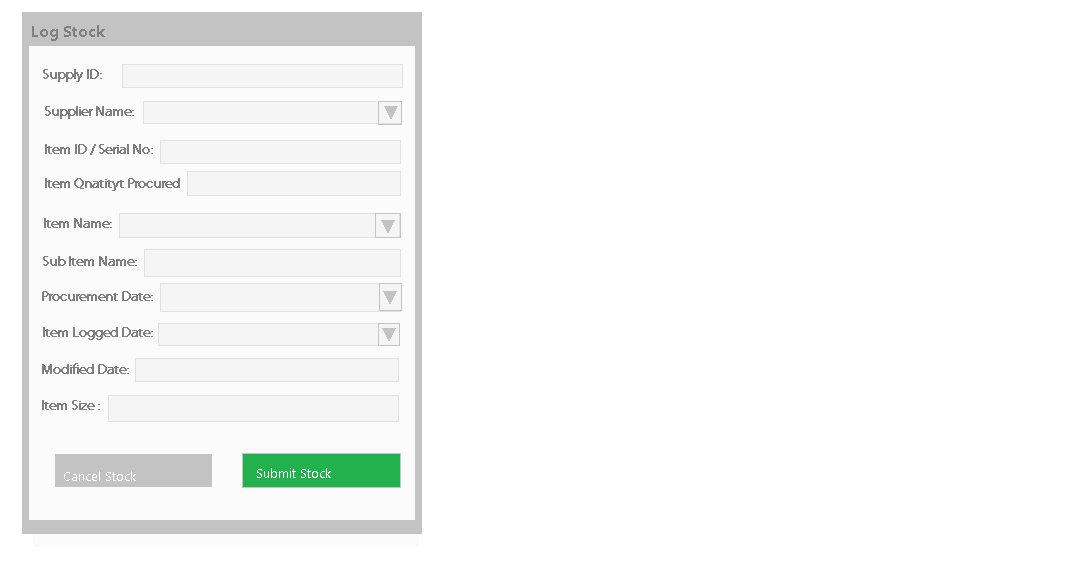 Log Stock
Supply ID:
Supplier Name:
Item ID / Serial No:
Item Qnatityt Procured
Item Name:
Sub Item Name:
Procurement Date:
Item Logged Date:
Modified Date:
Item Size :
Cancel Stock
Submit Stock